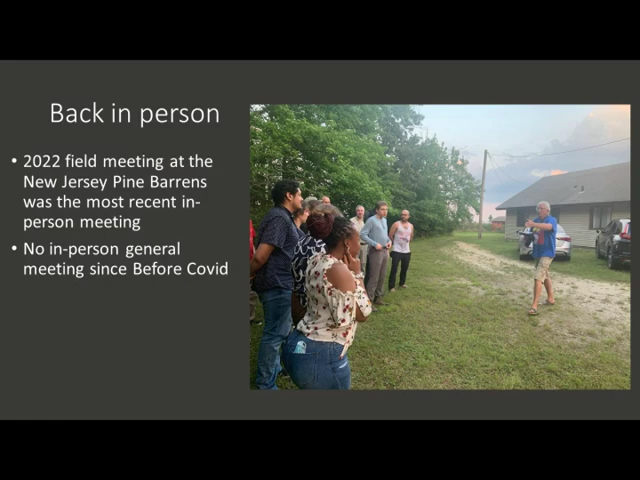 Back in person
• 2022 field meeting at the
New Jersey Pine Barrens
was the most recent in-
person meeting
• No in-person general
meeting since Before Covid